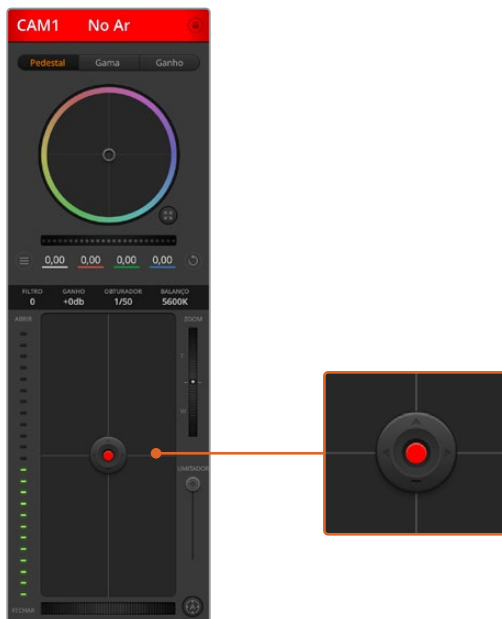 CAM1 No Ar
Pedestal Gama Ganho
0,00 0,00 0,00 0,00
FILTRO GANHO OBTURADOR BALANÇO
0 +0db 1/50 5600K
ABRIR ZOOM
T
W
LIMITADOR
FECHAR
A